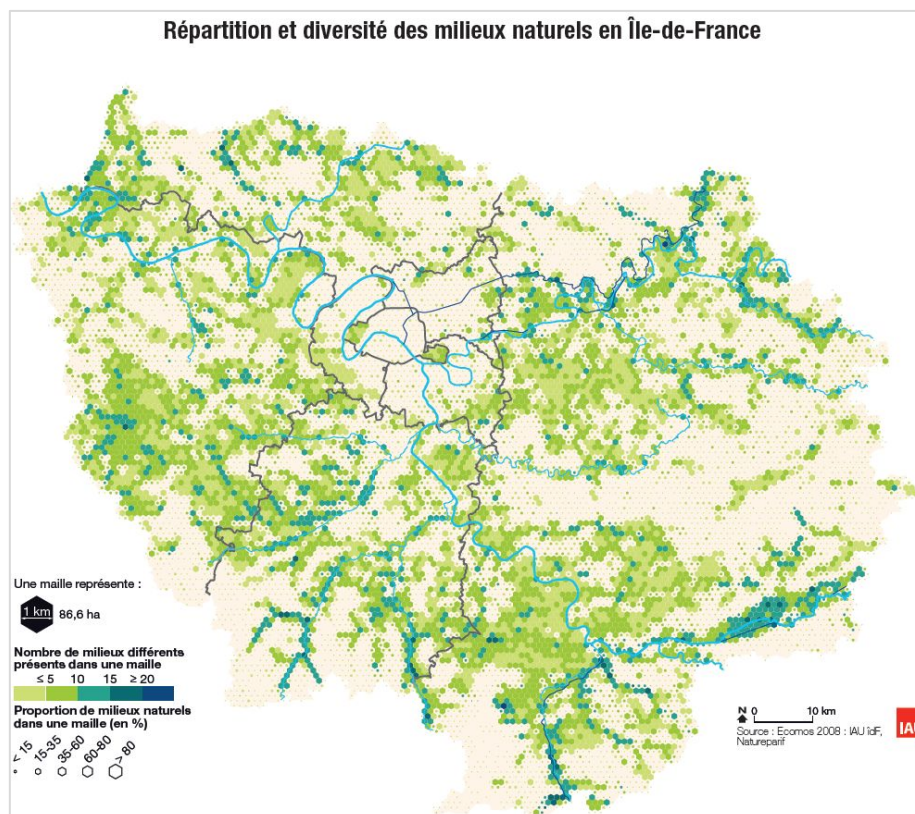 Répartition et diversité des milieux naturels en Île-de-France
Une maille représente :
1 km
86,6 ha
Nombre de milieux différents
présents dans une maille
≤ 5 10 15 ≥ 20
Proportion de milieux naturels
dans une maille (en %)
< 15 15-35 35-60 60-80 > 80
N 0 10 km
Source : Ecomos 2008 : IAU îdF,
Natureparif
IAU